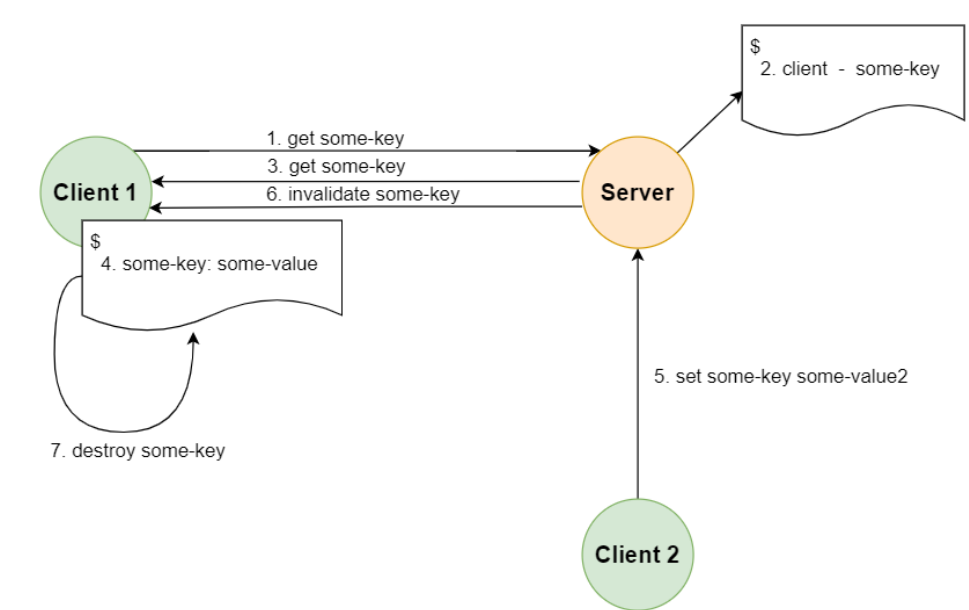 $
2. client - some-key
1. get some-key
3. get some-key
Client 1
Server
6. invalidate some-key
$
4. some-key: some-value
5. set some-key some-value2
7. destroy some-key
Client 2